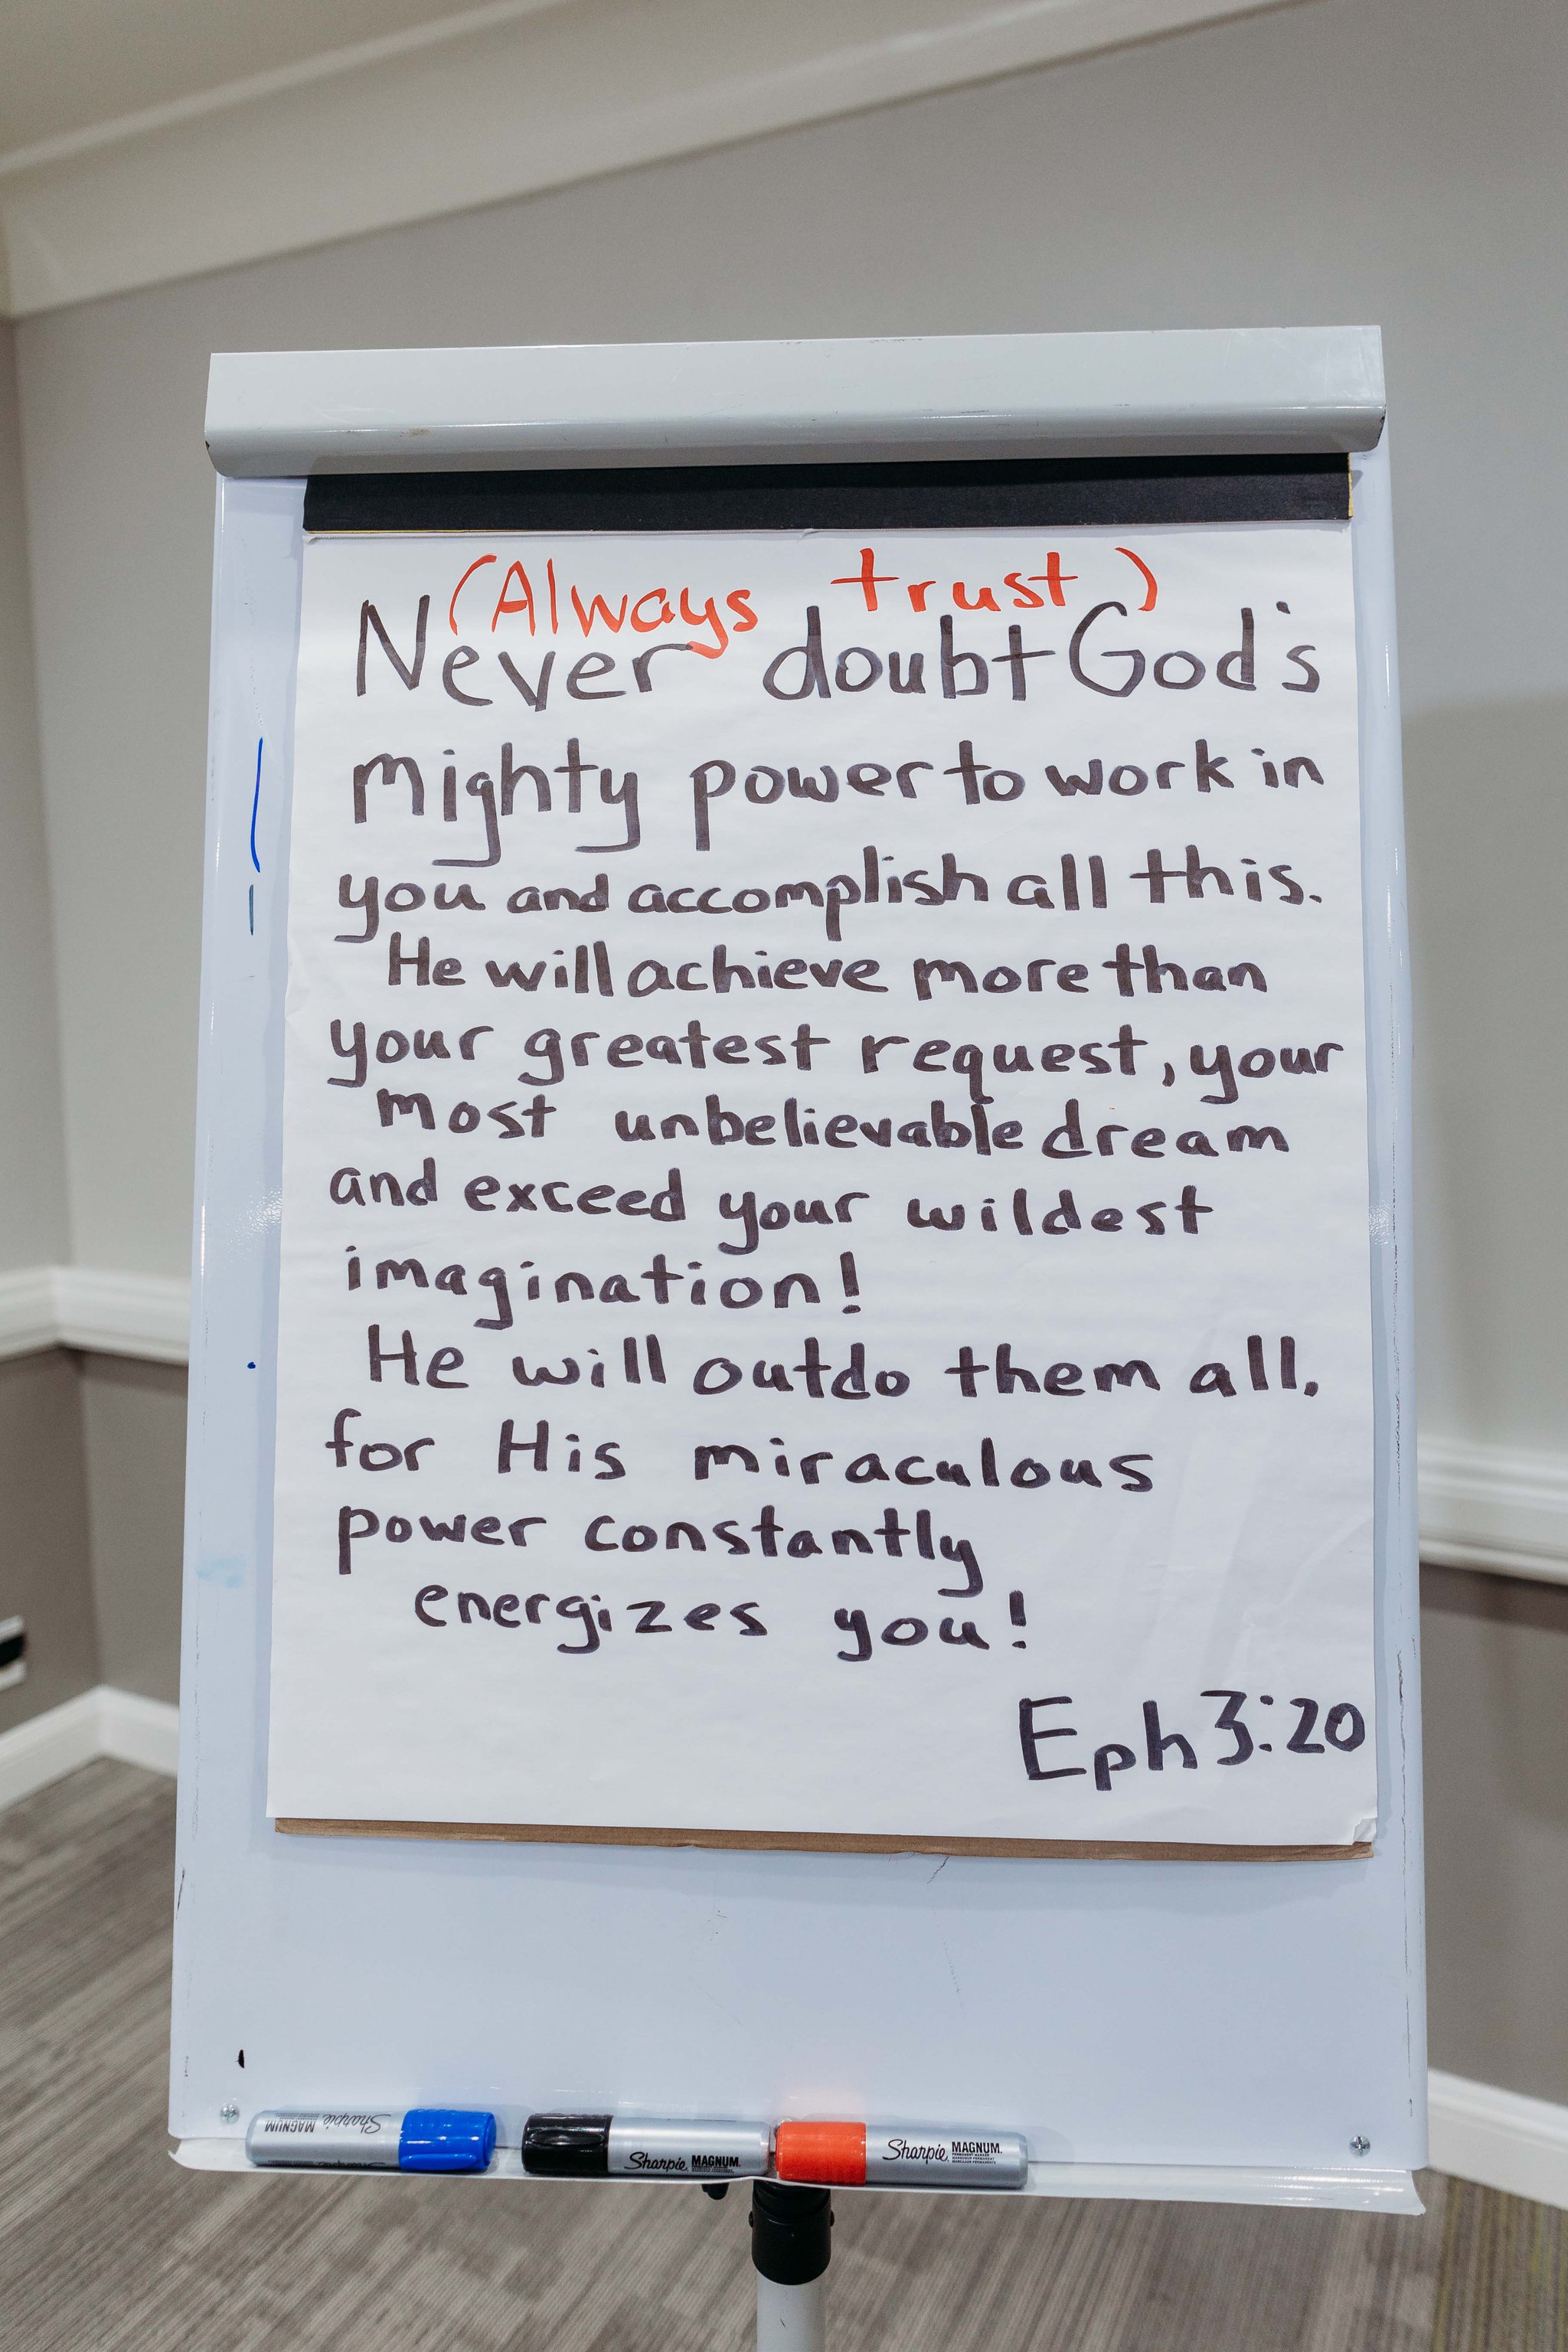 (Always trust)
Never doubt God's
Mighty power to work in
you and accomplish all this.
He will achieve more than
your greatest request, your
most unbelievable dream
and exceed your wildest
imagination!
He will outdo them all,
for His miraculous
power constantly
energizes you!
Eph 3:20
Sharpie MAGNUM
Sharpie MAGNUM.
Sharpie MAGNUM.